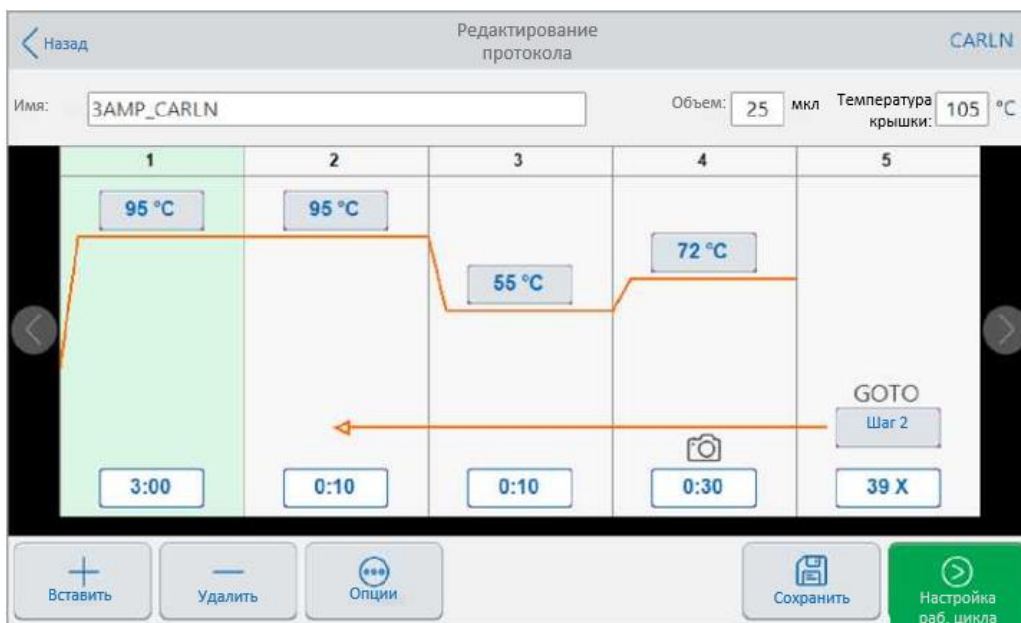 Назад
Редактирование
протокола
CARLN
Имя:
3AMP_CARLN
Объем:
25
мкл
Температура
крышки:
105
°C
1
2
3
4
5
95 °C
95 °C
55 °C
72 °C
GOTO
Шаг 2
3:00
0:10
0:10
0:30
39 X
Вставить
Удалить
Опции
Сохранить
Настройка
раб. цикла